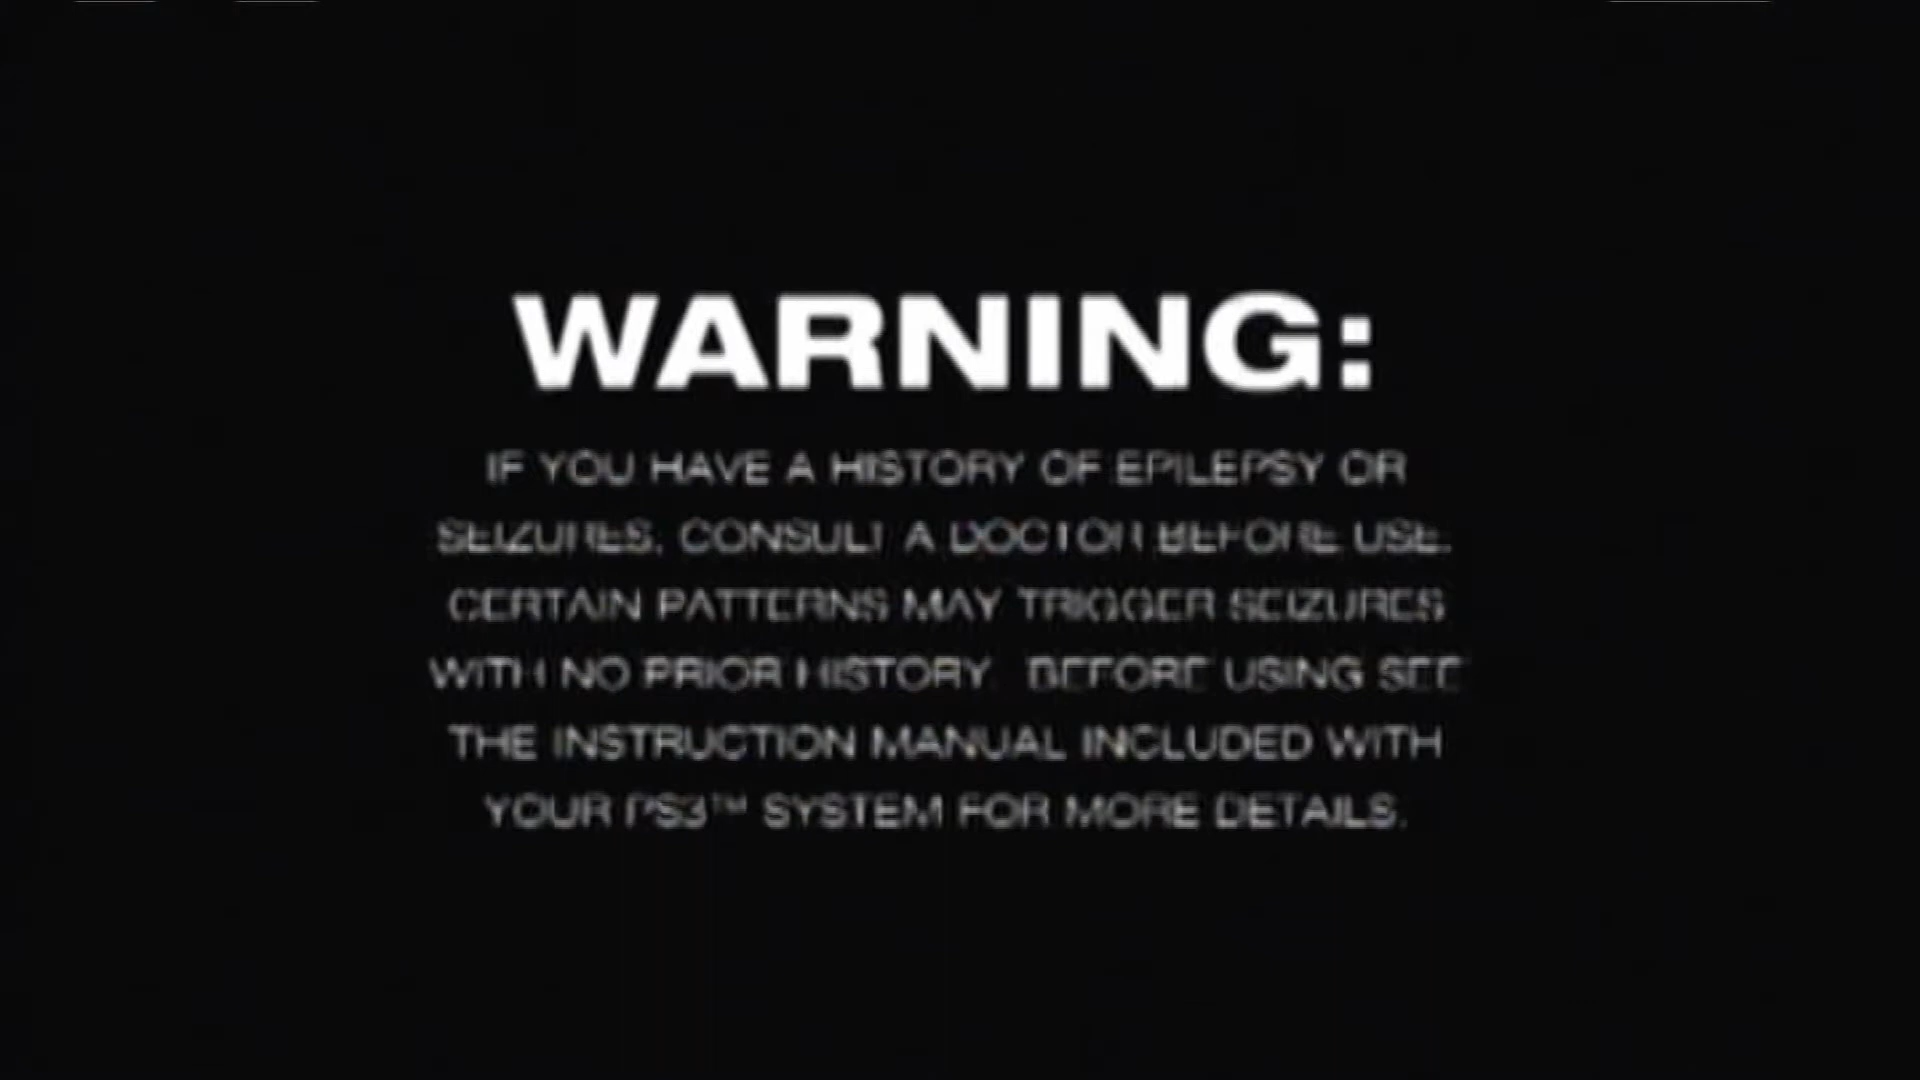 WARNING:
IF YOU HAVE A HISTORY OF EPILEPSY OR
SEIZURES, CONSULT A DOCTOR BEFORE USE.
CERTAIN PATTERNS MAY TRIGGER SEIZURES
WITH NO PRIOR HISTORY. BEFORE USING SEE
THE INSTRUCTION MANUAL INCLUDED WITH
YOUR PS3™ SYSTEM FOR MORE DETAILS.